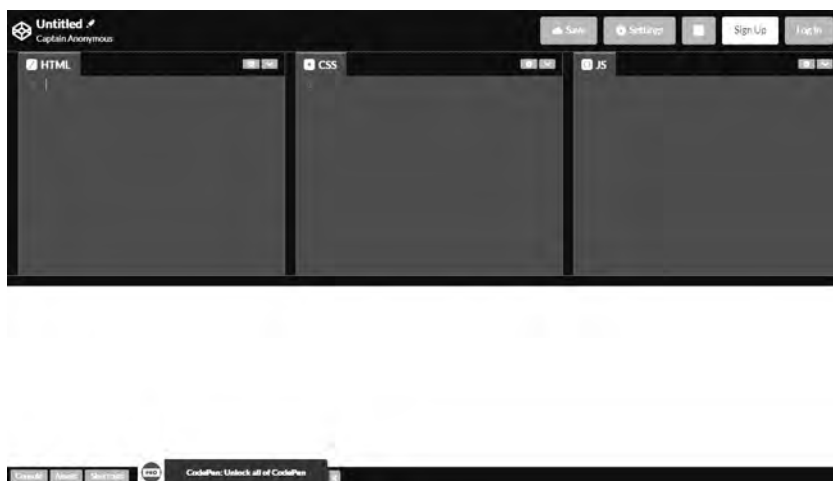 Untitled
Captain Anonymous
Save
Settings
Sign Up
Log In
HTML
CSS
JS
Console
Assets
Shortcuts
PRO
CodePen: Unlock all of CodePen